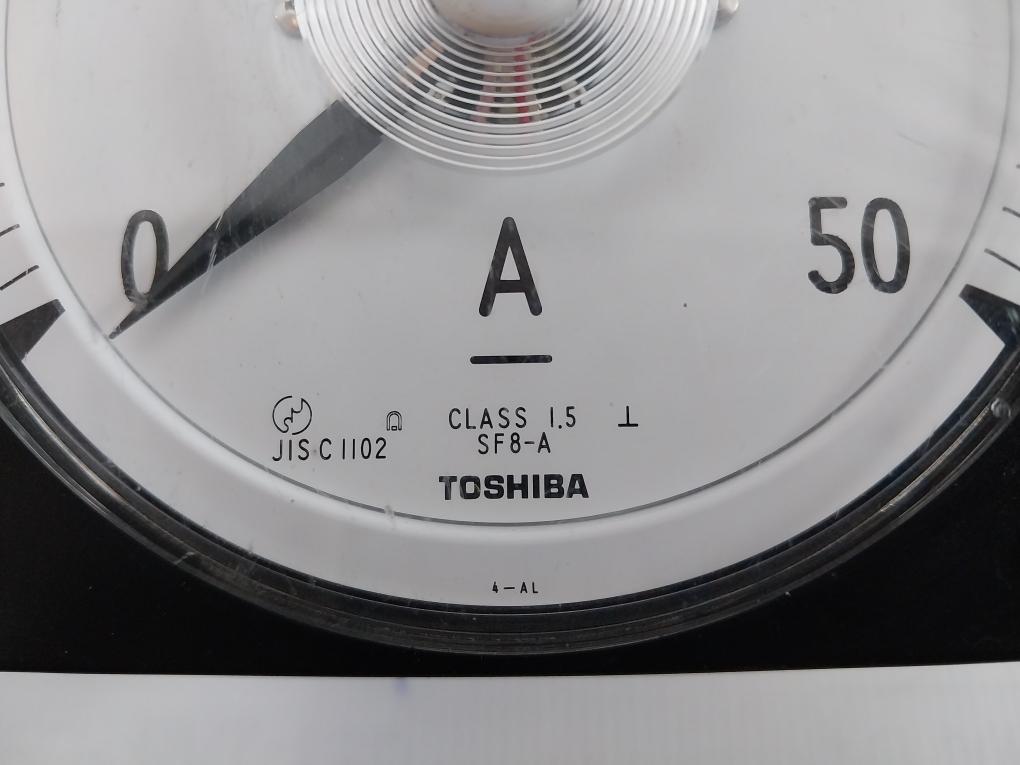 0
50
A
CLASS 1.5
JIS C 1102
SF8-A
TOSHIBA
4-AL